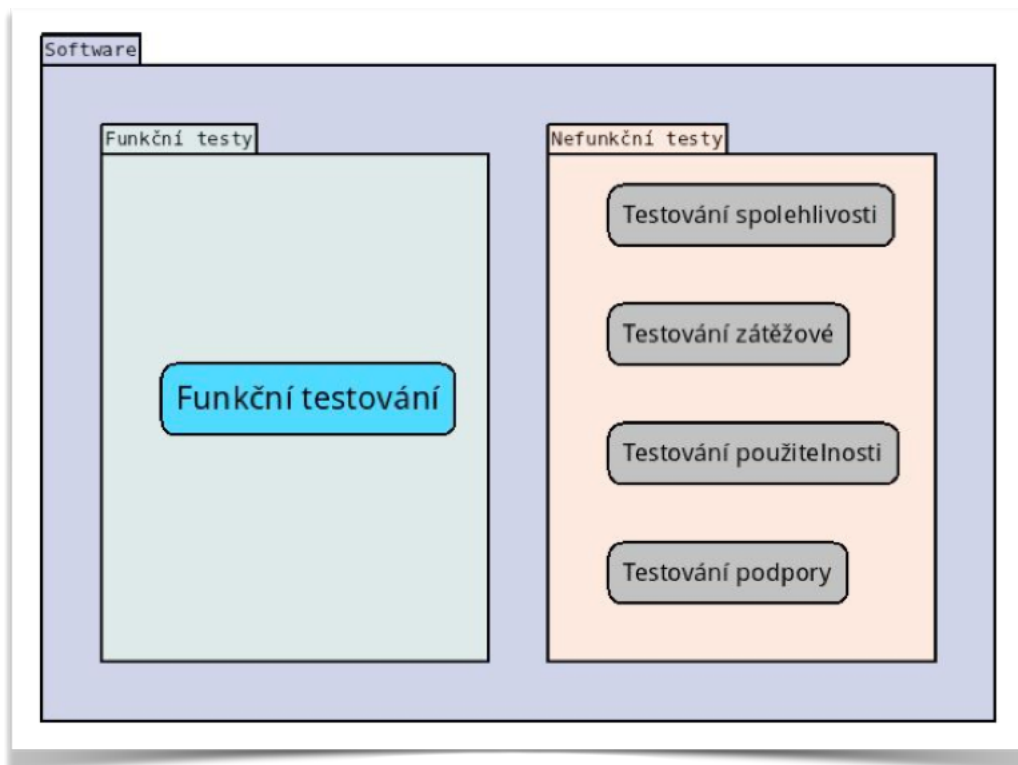 Software
Funkční testy
Funkční testování
Nefunkční testy
Testování spolehlivosti
Testování zátěžové
Testování použitelnosti
Testování podpory